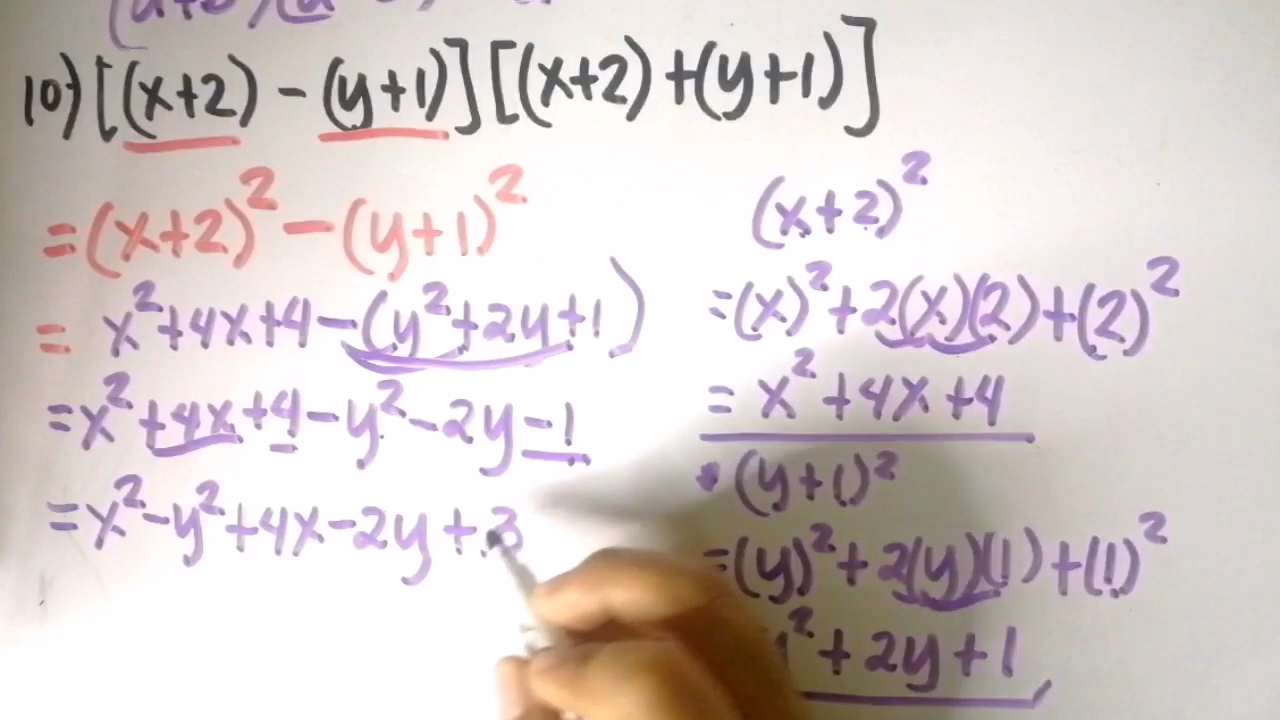 10) [(x+2) - (y+1)] [(x+2) + (y+1)]
= (x+2)² - (y+1)²
= x² + 4x + 4 - (y² + 2y + 1)
= x² + 4x + 4 - y² - 2y - 1
= x² - y² + 4x - 2y + 3
(x+2)²
= (x)² + 2(x)(2) + (2)²
= x² + 4x + 4
• (y+1)²
= (y)² + 2(y)(1) + (1)²
y² + 2y + 1